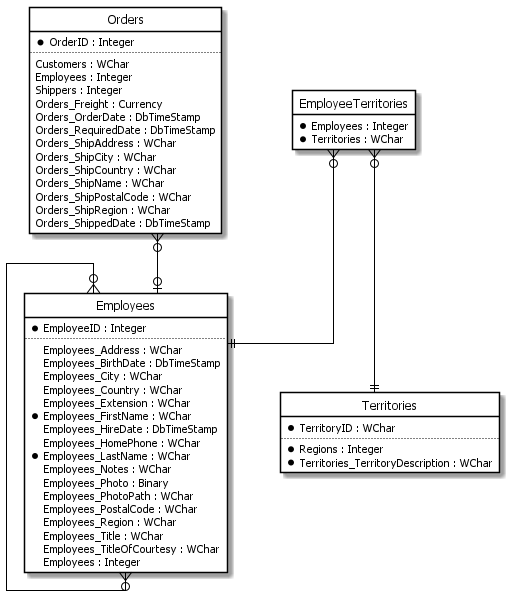 Orders
OrderID : Integer
Customers : WChar
Employees : Integer
Shippers : Integer
Orders_Freight : Currency
Orders_OrderDate : DbTimeStamp
Orders_RequiredDate : DbTimeStamp
Orders_ShipAddress : WChar
Orders_ShipCity : WChar
Orders_ShipCountry : WChar
Orders_ShipName : WChar
Orders_ShipPostalCode : WChar
Orders_ShipRegion : WChar
Orders_ShippedDate : DbTimeStamp
EmployeeTerritories
Employees : Integer
Territories : WChar
Employees
EmployeeID : Integer
Employees_Address : WChar
Employees_BirthDate : DbTimeStamp
Employees_City : WChar
Employees_Country : WChar
Employees_Extension : WChar
Employees_FirstName : WChar
Employees_HireDate : DbTimeStamp
Employees_HomePhone : WChar
Employees_LastName : WChar
Employees_Notes : WChar
Employees_Photo : Binary
Employees_PhotoPath : WChar
Employees_PostalCode : WChar
Employees_Region : WChar
Employees_Title : WChar
Employees_TitleOfCourtesy : WChar
Employees : Integer
Territories
TerritoryID : WChar
Regions : Integer
Territories_TerritoryDescription : WChar